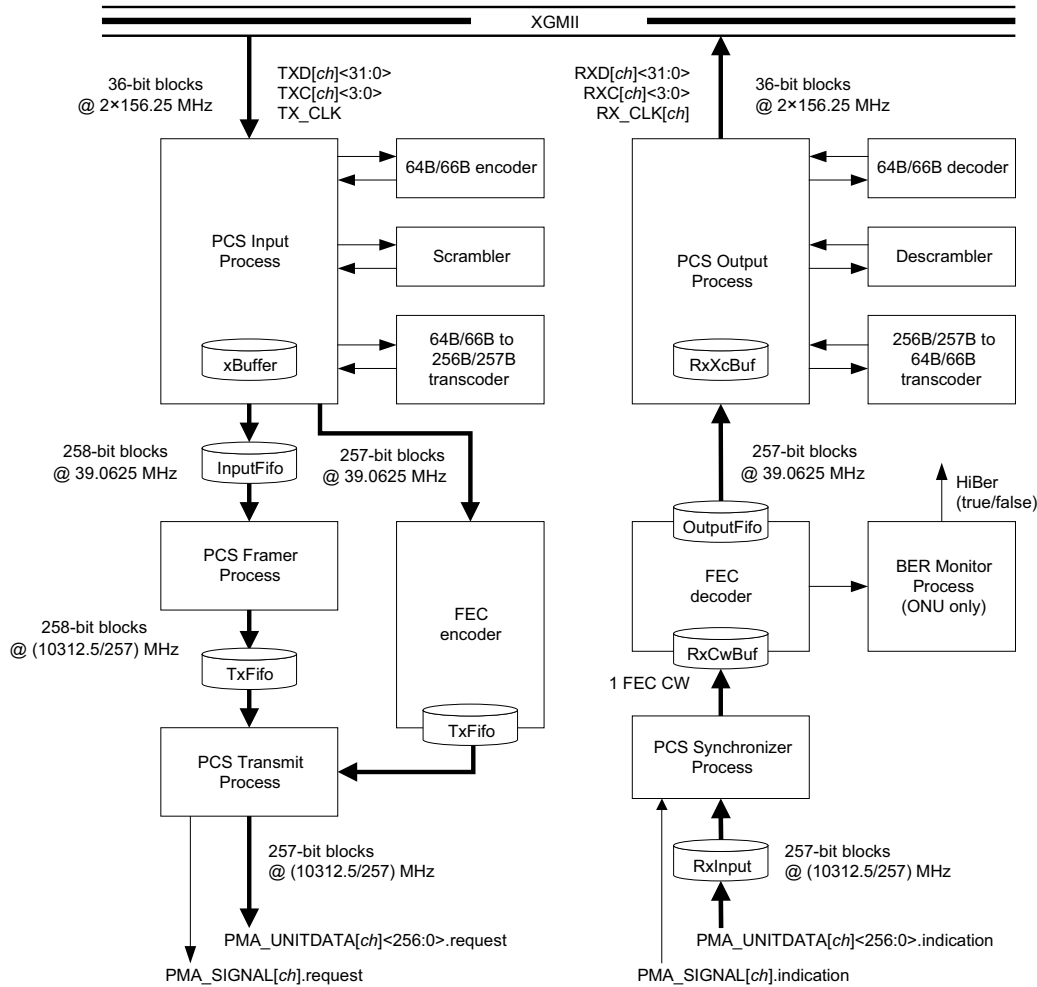 XGMII
36-bit blocks
@ 2×156.25 MHz
TXD[ch]<31:0>
TXC[ch]<3:0>
TX_CLK
RXD[ch]<31:0>
RXC[ch]<3:0>
RX_CLK[ch]
36-bit blocks
@ 2×156.25 MHz
PCS Input
Process
xBuffer
64B/66B encoder
Scrambler
64B/66B to
256B/257B
transcoder
PCS Output
Process
RxXcBuf
64B/66B decoder
Descrambler
256B/257B to
64B/66B
transcoder
258-bit blocks
@ 39.0625 MHz
InputFifo
257-bit blocks
@ 39.0625 MHz
257-bit blocks
@ 39.0625 MHz
HiBer
(true/false)
PCS Framer
Process
FEC
encoder
OutputFifo
FEC
decoder
RxCwBuf
BER Monitor
Process
(ONU only)
258-bit blocks
@ (10312.5/257) MHz
TxFifo
TxFifo
1 FEC CW
PCS Transmit
Process
PCS Synchronizer
Process
257-bit blocks
@ (10312.5/257) MHz
RxInput
257-bit blocks
@ (10312.5/257) MHz
PMA_UNITDATA[ch]<256:0>.request
PMA_SIGNAL[ch].request
PMA_UNITDATA[ch]<256:0>.indication
PMA_SIGNAL[ch].indication